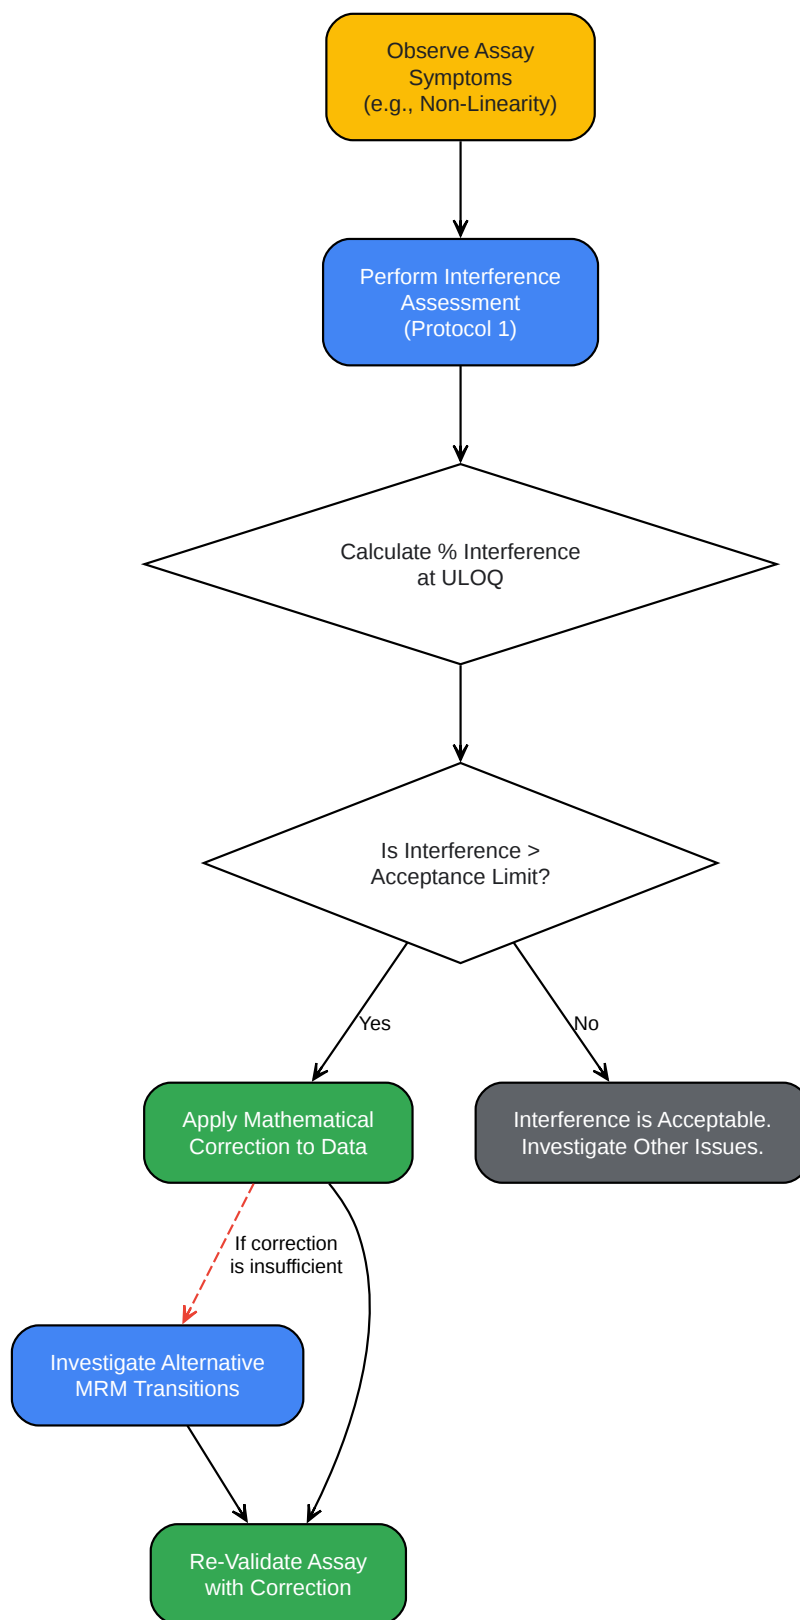 Observe Assay
Symptoms
(e.g., Non-Linearity)
Perform Interference
Assessment
(Protocol 1)
Calculate % Interference
at ULOQ
Is Interference >
Acceptance Limit?
Yes
No
Apply Mathematical
Correction to Data
Interference is Acceptable.
Investigate Other Issues.
If correction
is insufficient
Investigate Alternative
MRM Transitions
Re-Validate Assay
with Correction